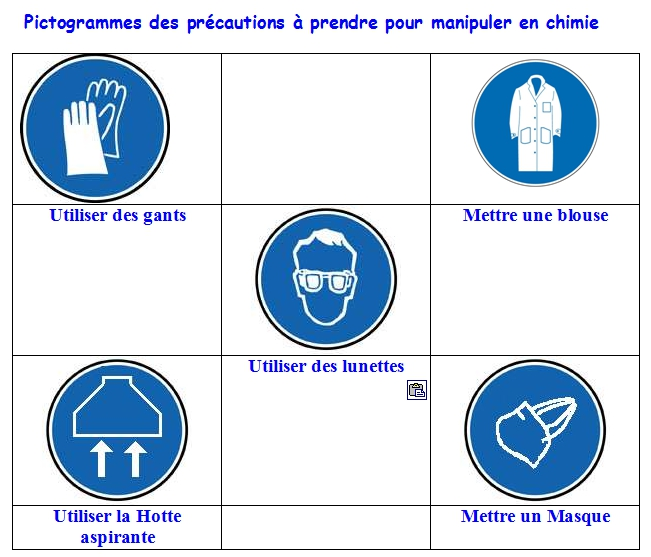 Pictogrammes des précautions à prendre pour manipuler en chimie
Utiliser des gants
Mettre une blouse
Utiliser des lunettes
Utiliser la Hotte
aspirante
Mettre un Masque